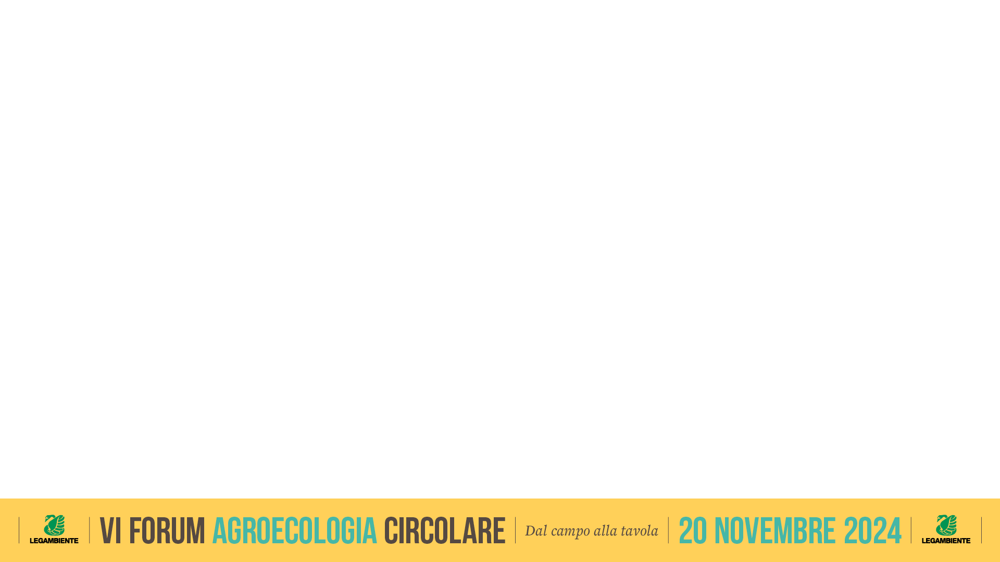 LEGAMBIENTE
VI FORUM AGROECOLOGIA CIRCOLARE
Dal campo alla tavola
20 NOVEMBRE 2024
LEGAMBIENTE